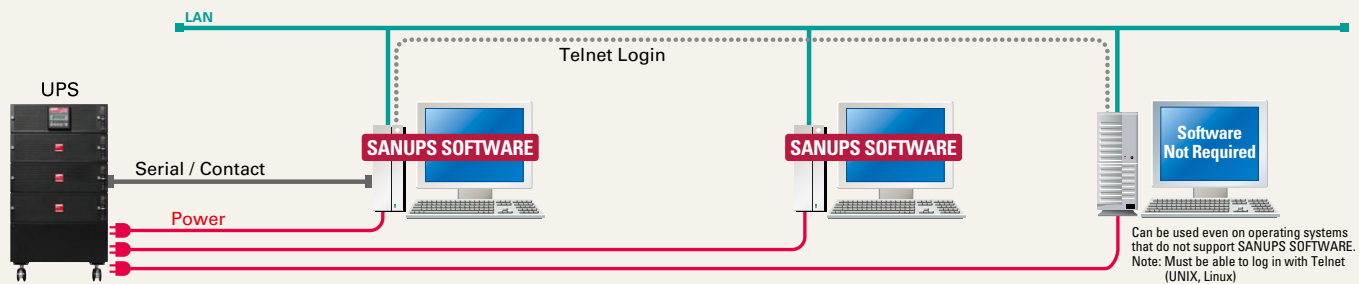 LAN
Telnet Login
UPS
SANUPS SOFTWARE
SANUPS SOFTWARE
Software
Not Required
Serial / Contact
Power
Can be used even on operating systems
that do not support SANUPS SOFTWARE.
Note: Must be able to log in with Telnet
(UNIX, Linux)